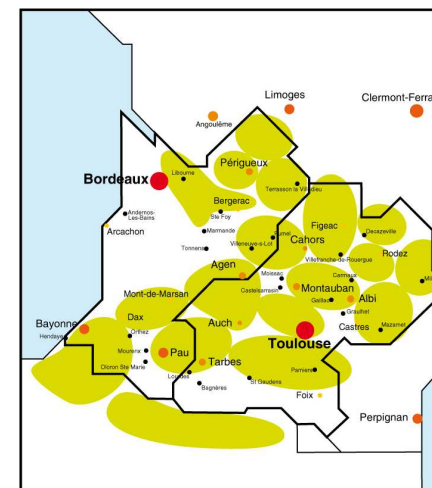 Limoges
Clermont-Ferra
Angoulême
Périgueux
Bordeaux
Libourne
Terrasson la Villedieu
Bergerac
Ste Foy
Andernos-
Les-Bains
Arcachon
Marmande
Figeac
Decazeville
Tonneins
Villeneuve-s-Lot
Fumel
Cahors
Rodez
Villefranche-de-Rouergue
Agen
Moissac
Castelsarrasin
Montauban
Carmaux
Albi
Gaillac
Graulhet
Mont-de-Marsan
Castres
Mazamet
Bayonne
Hendaye
Dax
Orthez
Auch
Toulouse
Mourenx
Pau
Oloron Ste Marie
Tarbes
Lourdes
Bagnères
St Gaudens
Pamiers
Foix
Perpignan